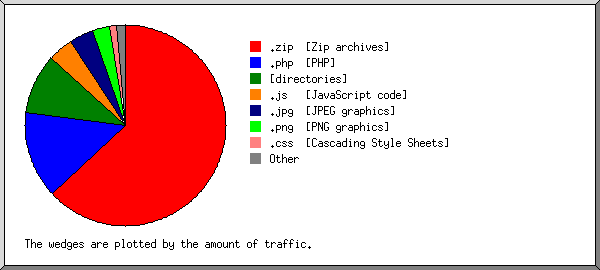 .zip [Zip archives]
.php [PHP]
[directories]
.js [JavaScript code]
.jpg [JPEG graphics]
.png [PNG graphics]
.css [Cascading Style Sheets]
Other
The wedges are plotted by the amount of traffic.